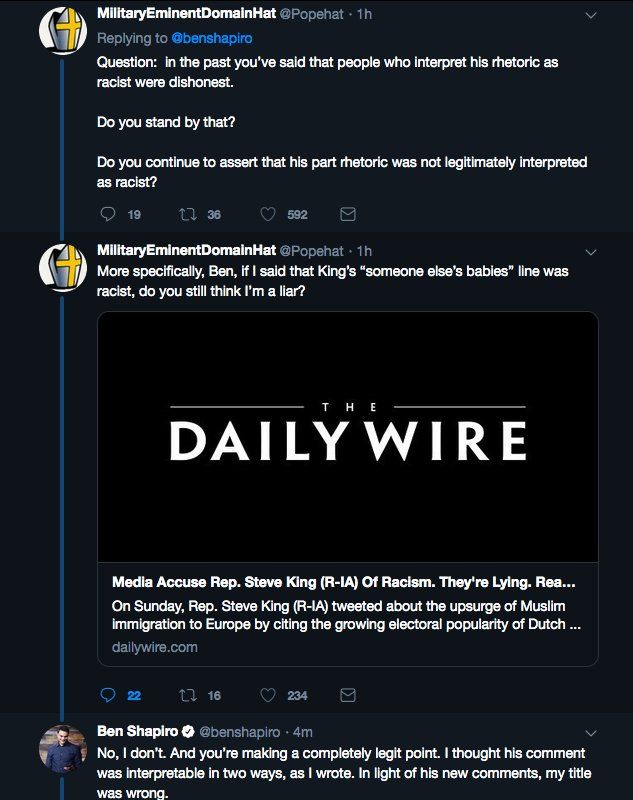 MilitaryEminentDomainHat @Popehat · 1h
Replying to @benshapiro
Question: in the past you've said that people who interpret his rhetoric as
racist were dishonest.
Do you stand by that?
Do you continue to assert that his part rhetoric was not legitimately interpreted
as racist?
19 36 592
MilitaryEminentDomainHat @Popehat · 1h
More specifically, Ben, if I said that King's "someone else's babies" line was
racist, do you still think I'm a liar?
THE
DAILY WIRE
Media Accuse Rep. Steve King (R-IA) Of Racism. They're Lying. Rea...
On Sunday, Rep. Steve King (R-IA) tweeted about the upsurge of Muslim
immigration to Europe by citing the growing electoral popularity of Dutch ...
dailywire.com
22 16 234
Ben Shapiro @benshapiro · 4m
No, I don't. And you're making a completely legit point. I thought his comment
was interpretable in two ways, as I wrote. In light of his new comments, my title
was wrong.